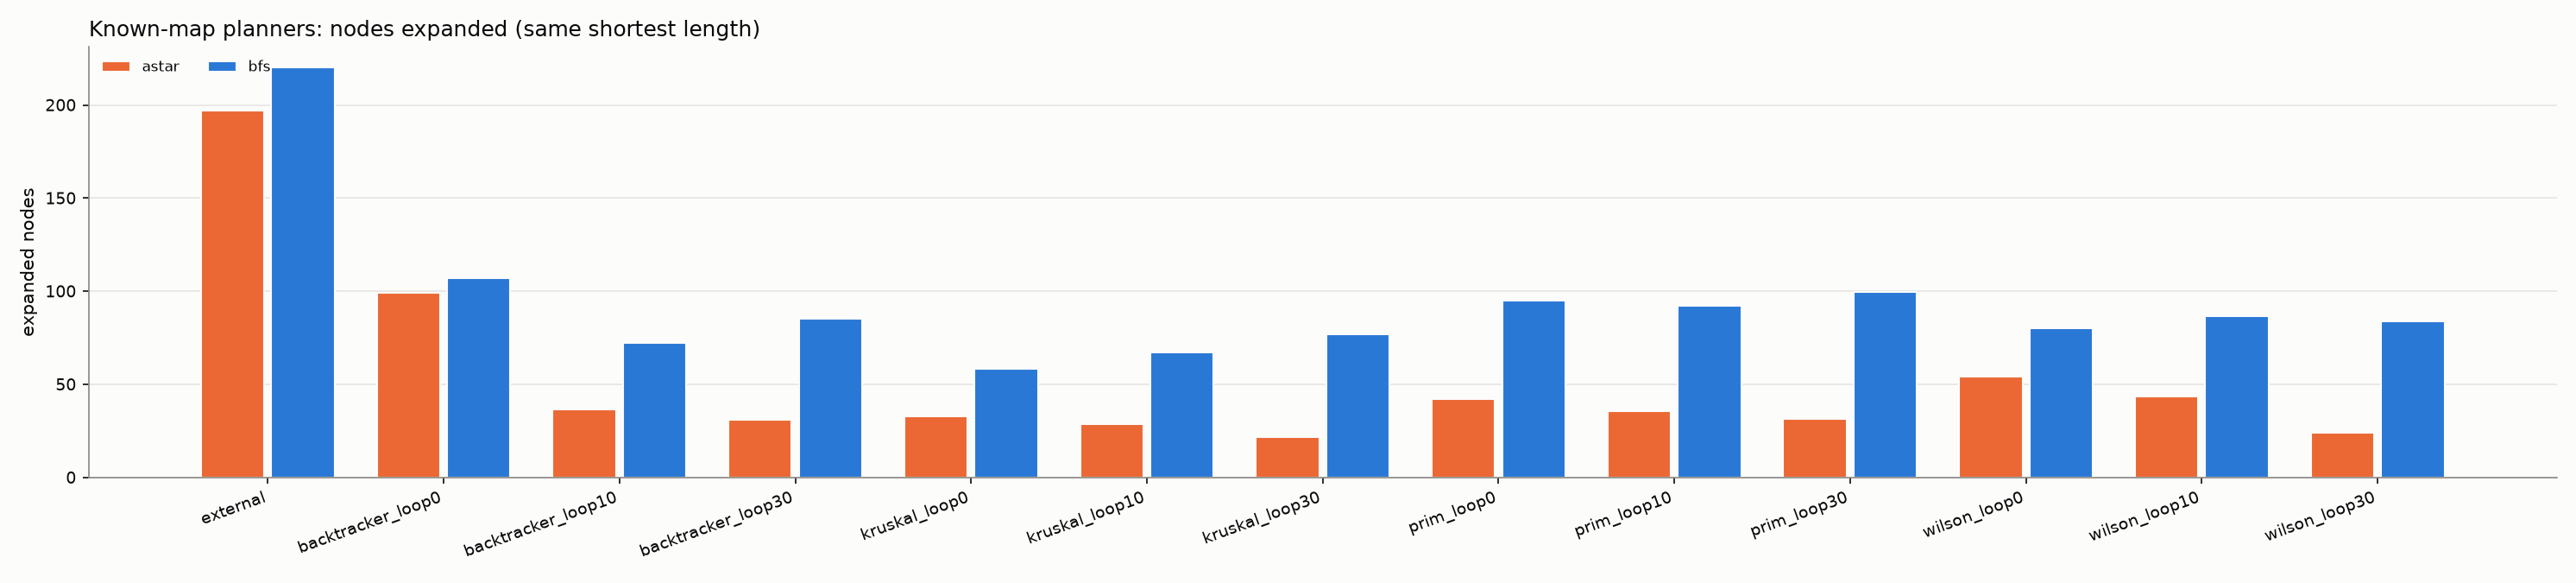 Known-map planners: nodes expanded (same shortest length)
astar bfs
expanded nodes
200
150
100
50
0
external backtracker_loop0 backtracker_loop10 backtracker_loop30 kruskal_loop0 kruskal_loop10 kruskal_loop30 prim_loop0 prim_loop10 prim_loop30 wilson_loop0 wilson_loop10 wilson_loop30